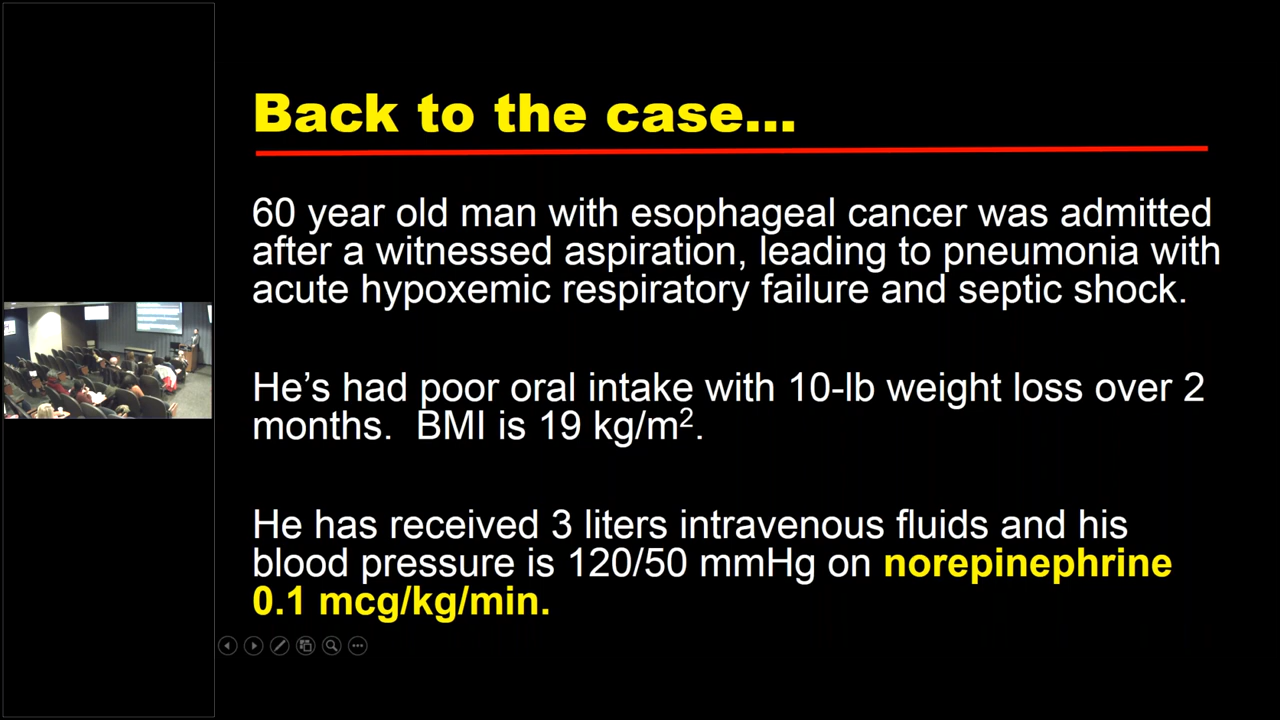 Back to the case...
60 year old man with esophageal cancer was admitted
after a witnessed aspiration, leading to pneumonia with
acute hypoxemic respiratory failure and septic shock.
He’s had poor oral intake with 10-lb weight loss over 2
months.  BMI is 19 kg/m².
He has received 3 liters intravenous fluids and his
blood pressure is 120/50 mmHg on norepinephrine
0.1 mcg/kg/min.